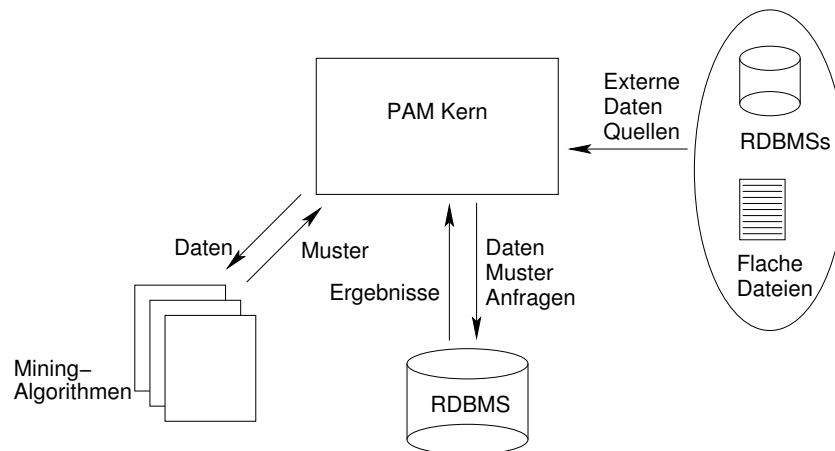 PAM Kern
Externe
Daten
Quellen
RDBMSs
Flache
Dateien
Daten
Muster
Ergebnisse
Daten
Muster
Anfragen
Mining–
Algorithmen
RDBMS